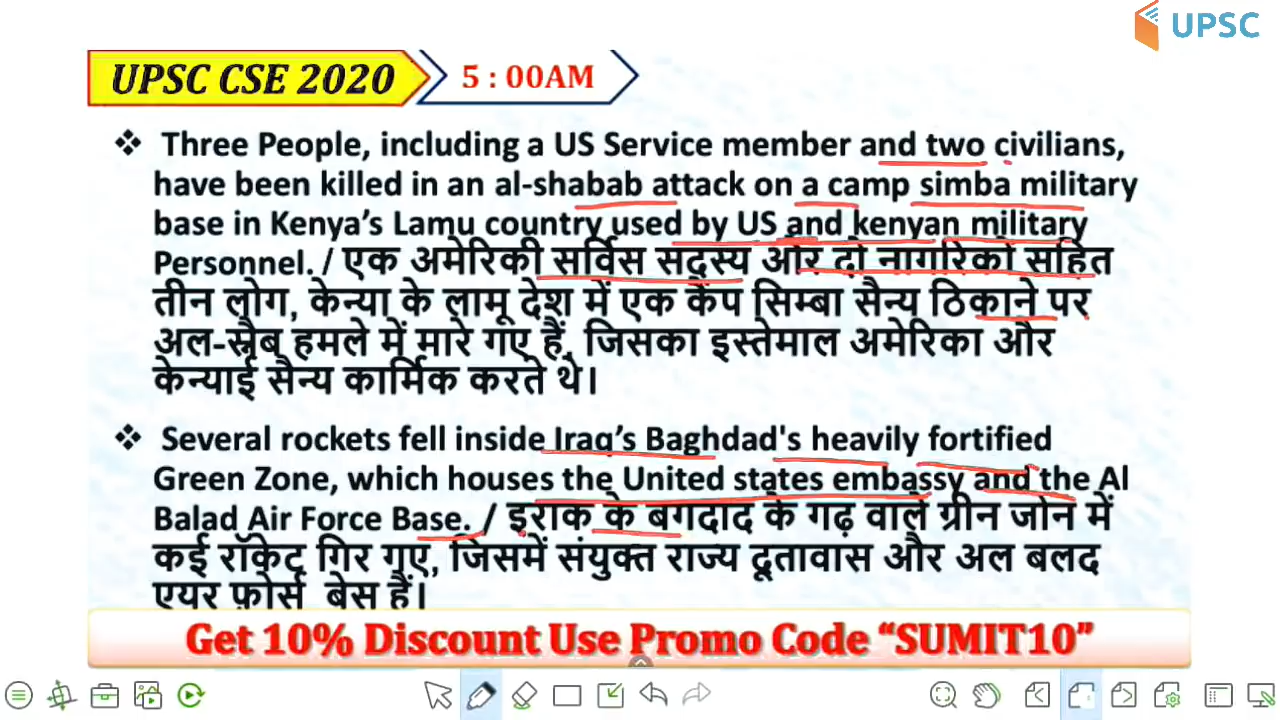 UPSC
UPSC CSE 2020
5 : 00AM
❖ Three People, including a US Service member and two civilians,
have been killed in an al-shabab attack on a camp simba military
base in Kenya's Lamu country used by US and kenyan military
Personnel. / एक अमेरिकी सर्विस सदस्य और दो नागरिकों सहित
तीन लोग, केन्या के लामू देश में एक कैंप सिम्बा सैन्य ठिकाने पर
अल-स्रैब हमले में मारे गए हैं, जिसका इस्तेमाल अमेरिका और
केन्याई सैन्य कार्मिक करते थे।
❖ Several rockets fell inside Iraq's Baghdad's heavily fortified
Green Zone, which houses the United states embassy and the Al
Balad Air Force Base. / इराक के बगदाद के गढ़ वाले ग्रीन जोन में
कई रॉकेट गिर गए, जिसमें संयुक्त राज्य दूतावास और अल बलद
एयर फ़ोर्स बेस हैं।
Get 10% Discount Use Promo Code “SUMIT10”